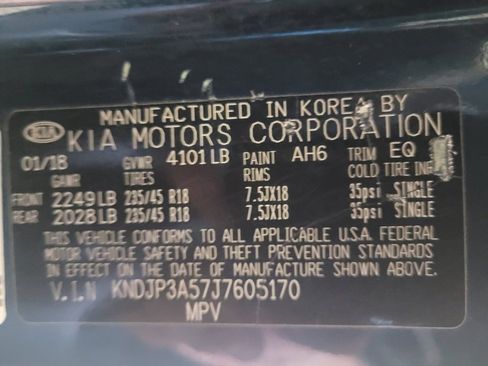 MANUFACTURED IN KOREA BY
KIA KIA MOTORS CORPORATION
01/18 GVWR 4101 LB PAINT AH6 TRIM EQ
GAWR TIRES RIMS COLD TIRE INF
FRONT 2249 LB 235/45 R18 7.5JX18 35psi SINGLE
REAR 2028 LB 235/45 R18 7.5JX18 35psi SINGLE
THIS VEHICLE CONFORMS TO ALL APPLICABLE U.S.A. FEDERAL
MOTOR VEHICLE SAFETY AND THEFT PREVENTION STANDARDS
IN EFFECT ON THE DATE OF MANUFACTURE SHOWN ABOVE.
V.I.N KNDJP3A57J7605170
MPV